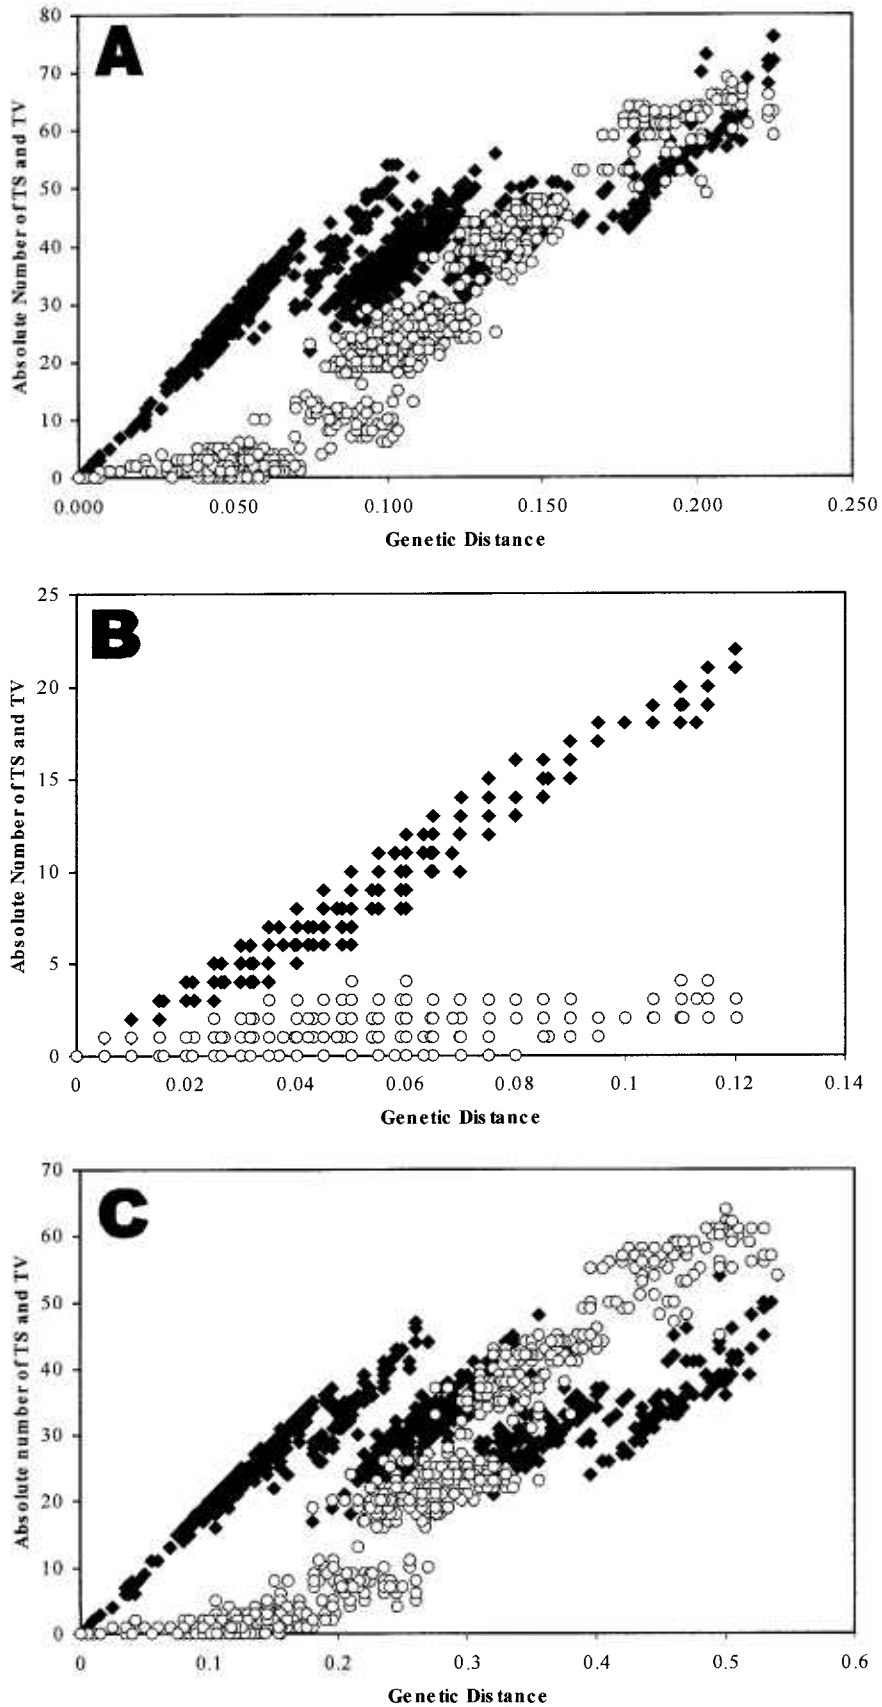 A
Absolute Number of TS and TV
80
70
60
50
40
30
20
10
0
0.000 0.050 0.100 0.150 0.200 0.250
Genetic Distance
B
Absolute Number of TS and TV
25
20
15
10
5
0
0 0.02 0.04 0.06 0.08 0.1 0.12 0.14
Genetic Distance
C
Absolute number of TS and TV
70
60
50
40
30
20
10
0
0 0.1 0.2 0.3 0.4 0.5 0.6
Genetic Distance